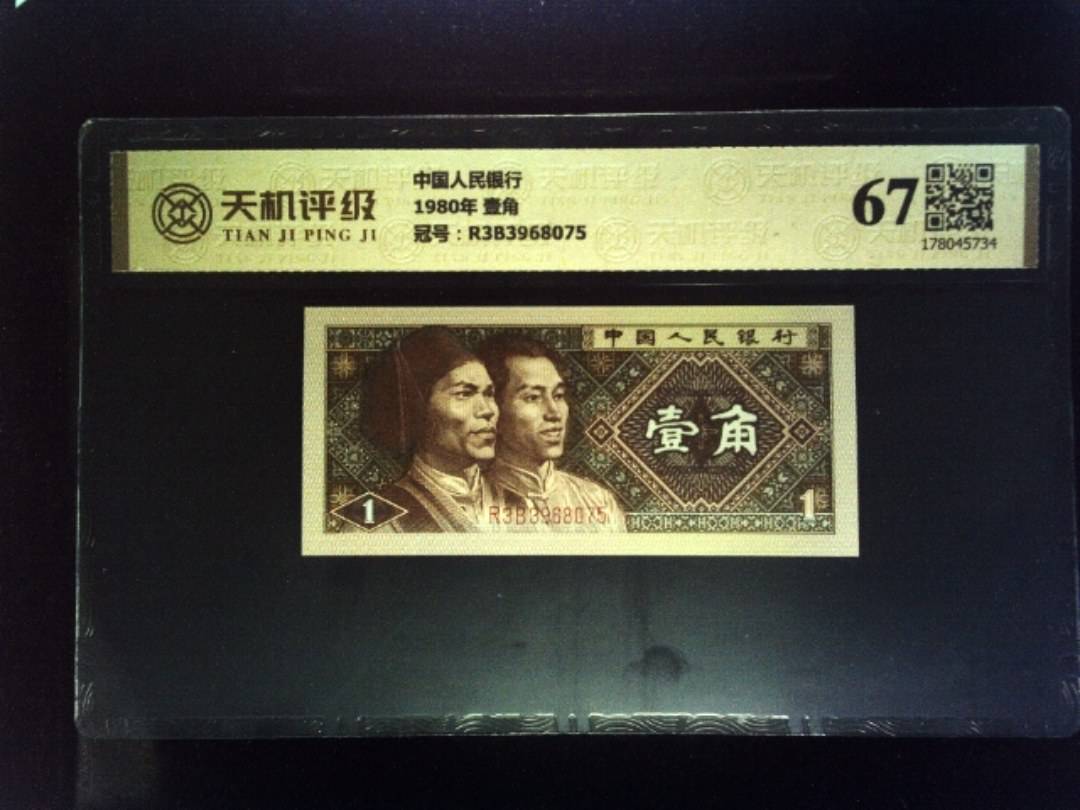 天机评级
TIAN JI PING JI
中国人民银行
1980年 壹角
冠号：R3B3968075
67
178045734
中国人民银行
壹角
1
R3B3968075
1